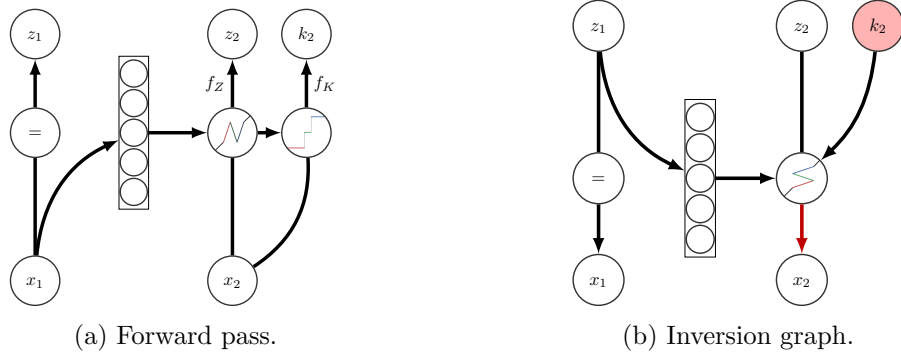 z1 z2 k2
fZ fK
=
x1 x2
(a) Forward pass.
z1 z2 k2
=
x1 x2
(b) Inversion graph.